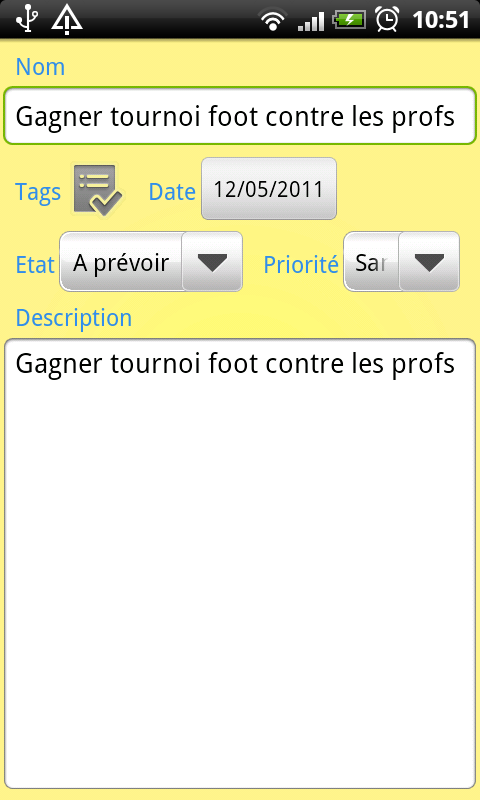 10:51
Nom
Gagner tournoi foot contre les profs
Tags Date 12/05/2011
Etat A prévoir Priorité
Description
Gagner tournoi foot contre les profs